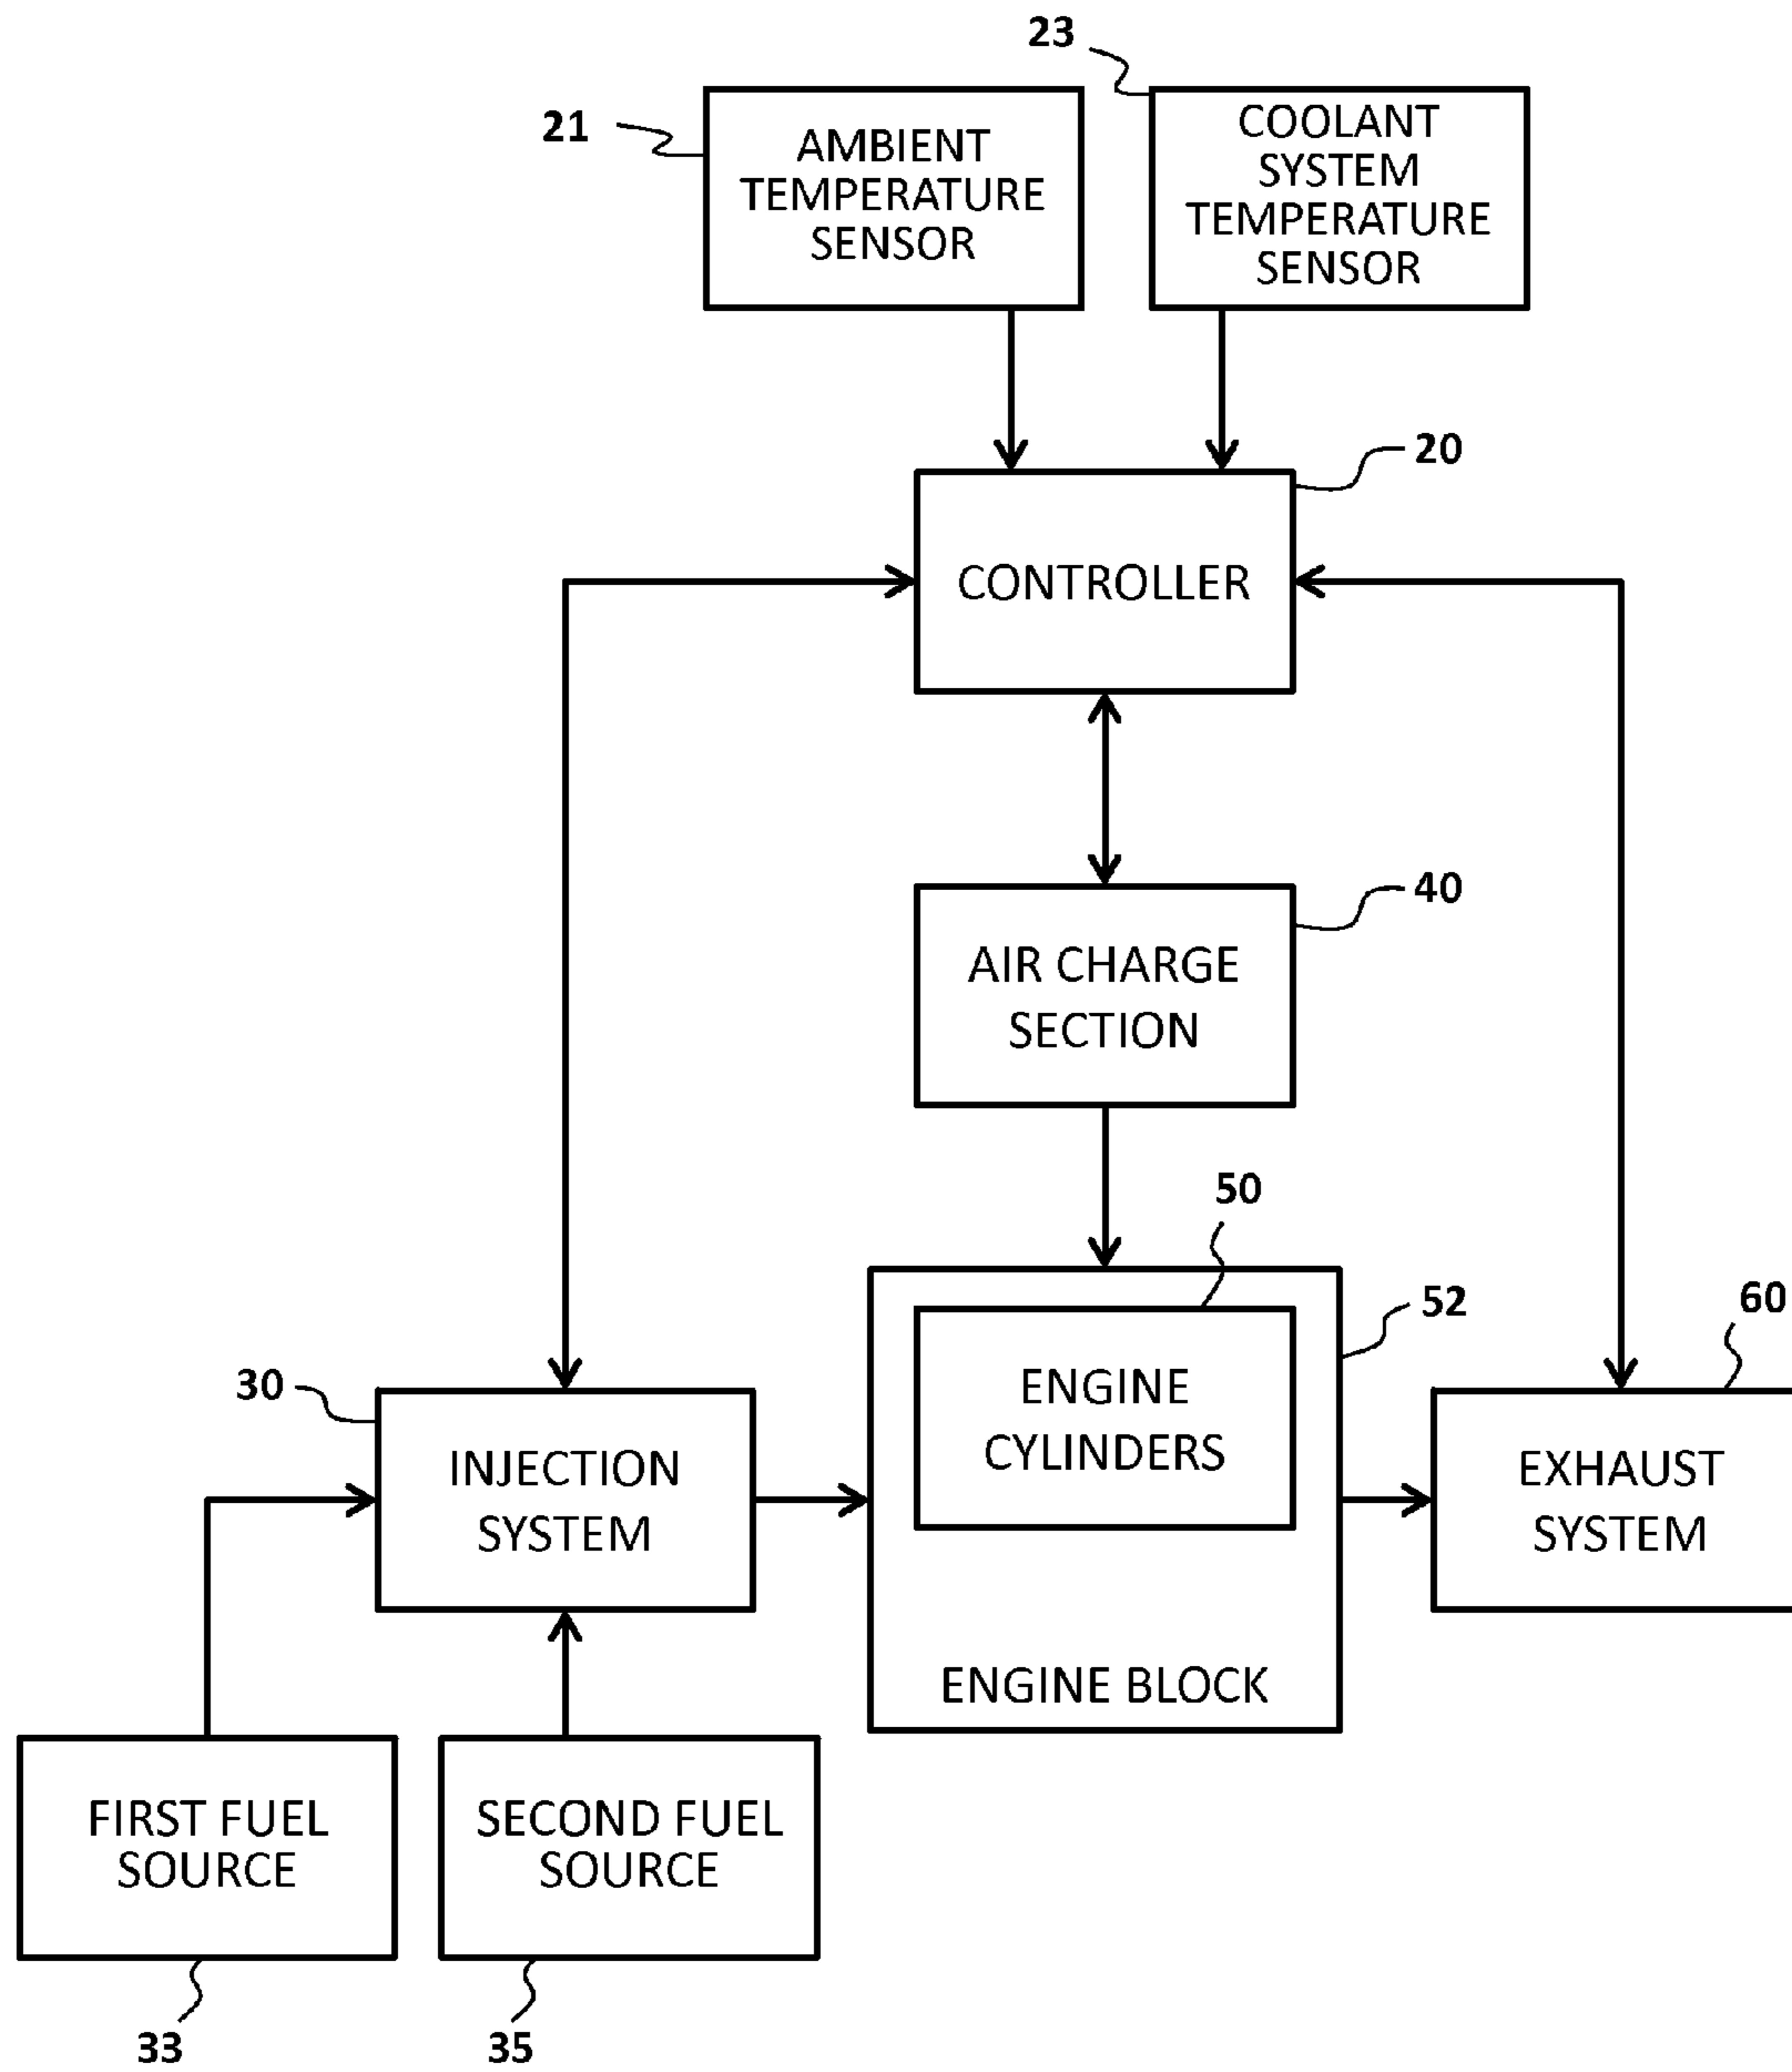 23
21
AMBIENT
TEMPERATURE
SENSOR
COOLANT
SYSTEM
TEMPERATURE
SENSOR
20
CONTROLLER
40
AIR CHARGE
SECTION
50
52
60
30
ENGINE
CYLINDERS
INJECTION
SYSTEM
EXHAUST
SYSTEM
ENGINE BLOCK
FIRST FUEL
SOURCE
SECOND FUEL
SOURCE
33
35